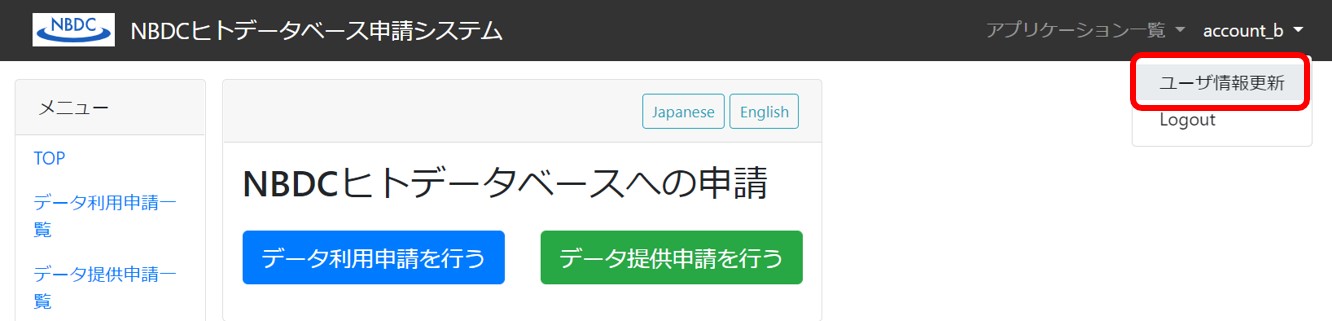 NBDC
NBDCヒトデータベース申請システム
アプリケーション一覧
account_b
ユーザ情報更新
Logout
メニュー
TOP
データ利用申請一
覧
データ提供申請一
覧
Japanese
English
NBDCヒトデータベースへの申請
データ利用申請を行う
データ提供申請を行う